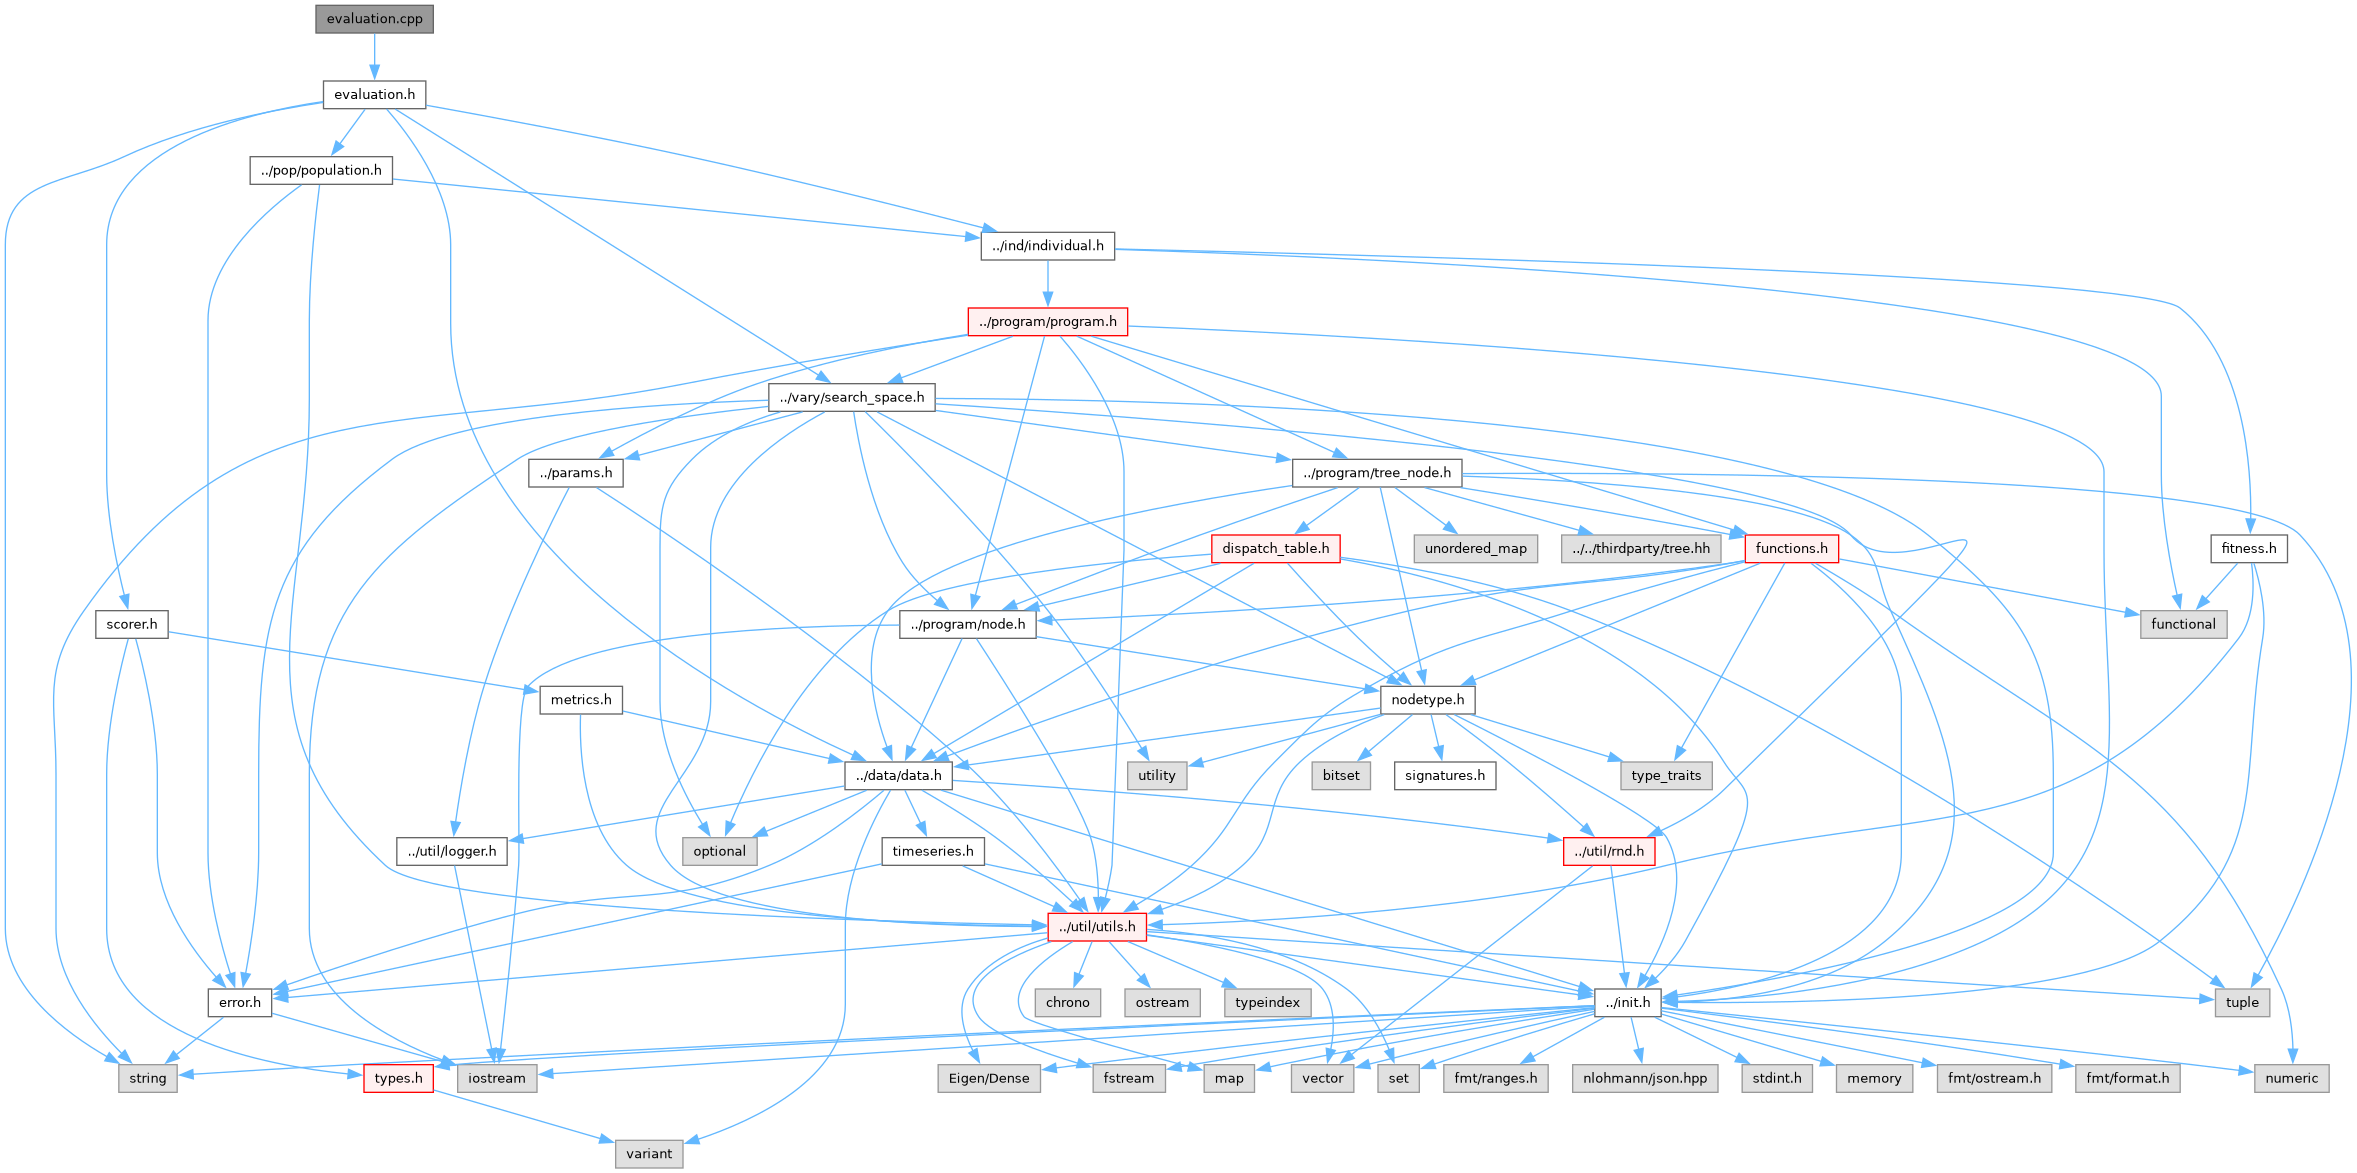 evaluation.cpp
evaluation.h
../pop/population.h
../ind/individual.h
../program/program.h
../vary/search_space.h
../params.h
../program/tree_node.h
dispatch_table.h
unordered_map
../../thirdparty/tree.hh
functions.h
fitness.h
scorer.h
../program/node.h
functional
metrics.h
nodetype.h
../data/data.h
utility
bitset
signatures.h
type_traits
../util/logger.h
optional
timeseries.h
../util/rnd.h
../util/utils.h
error.h
chrono
ostream
typeindex
../init.h
tuple
string
types.h
iostream
Eigen/Dense
fstream
map
vector
set
fmt/ranges.h
nlohmann/json.hpp
stdint.h
memory
fmt/ostream.h
fmt/format.h
numeric
variant